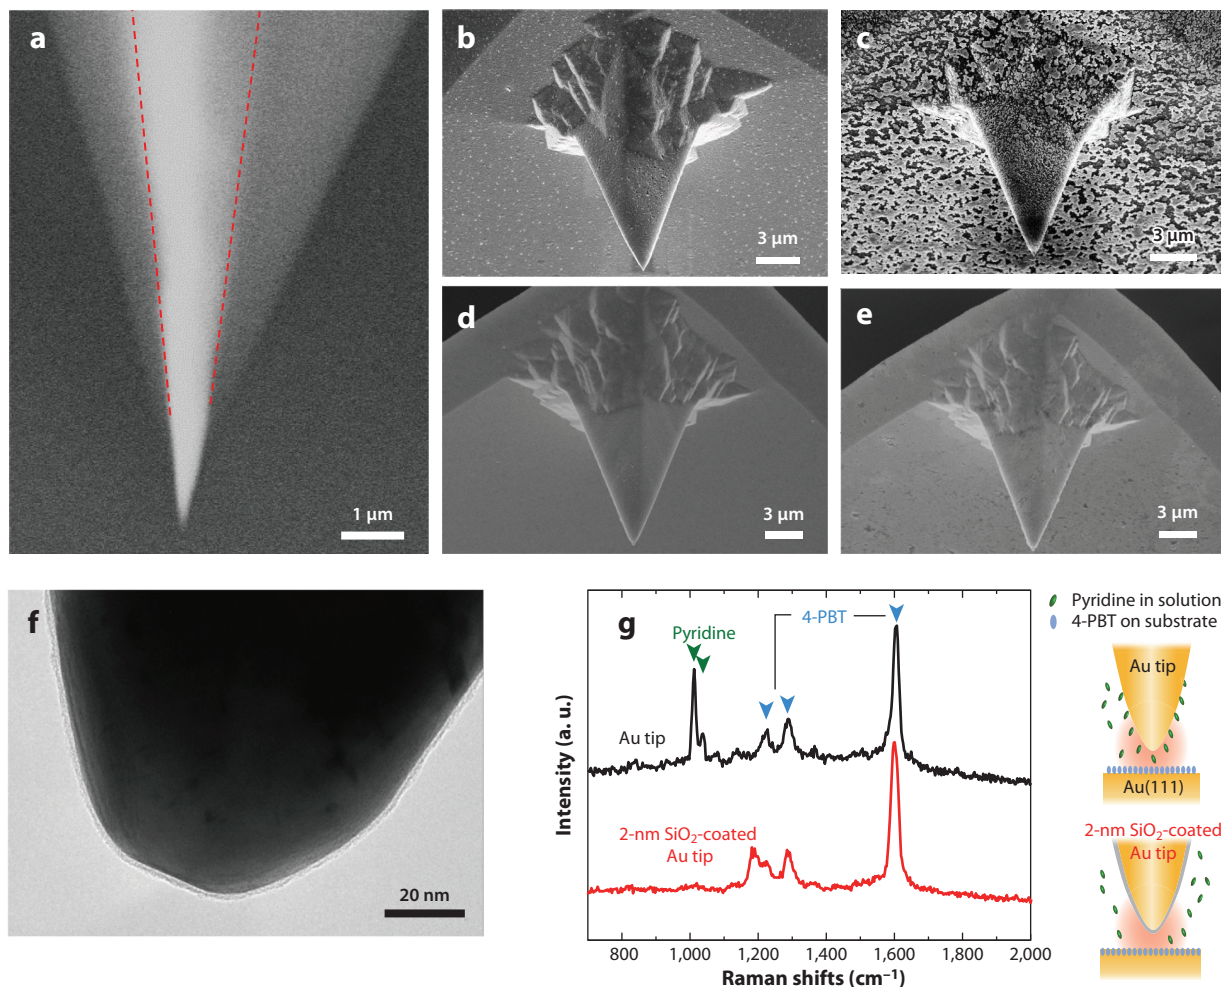 a
1 µm
b
3 µm
c
3 µm
d
3 µm
e
3 µm
f
20 nm
g
4-PBT
Pyridine
Au tip
2-nm SiO₂-coated
Au tip
Intensity (a. u.)
800
1,000
1,200
1,400
1,600
1,800
2,000
Raman shifts (cm⁻¹)
Pyridine in solution
4-PBT on substrate
Au tip
Au(111)
2-nm SiO₂-coated
Au tip